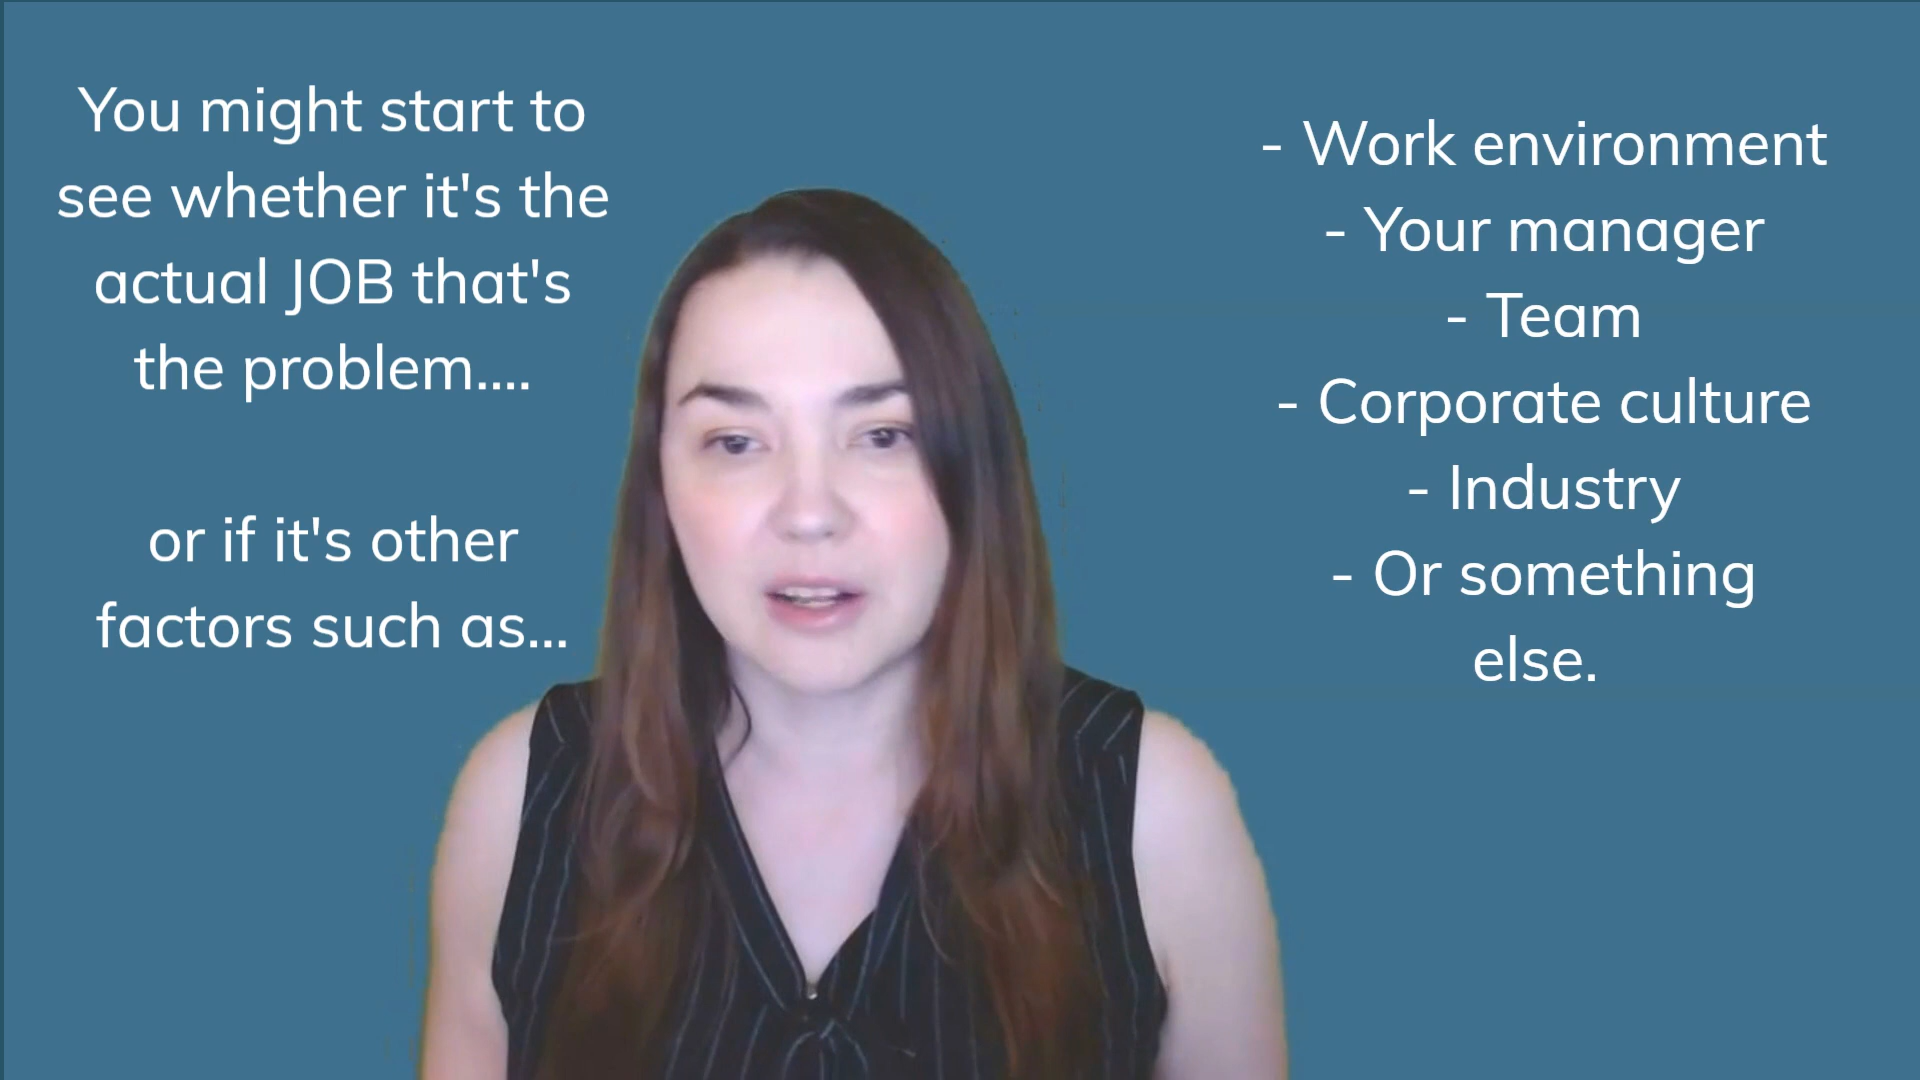 You might start to
see whether it's the
actual JOB that's
the problem....
or if it's other
factors such as...
- Work environment
- Your manager
- Team
- Corporate culture
- Industry
- Or something
else.